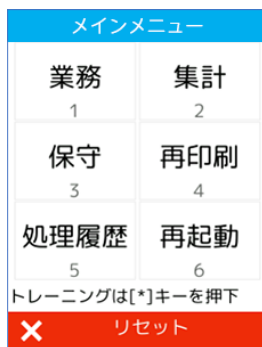 メインメニュー
業務 集計
1 2
保守 再印刷
3 4
処理履歴 再起動
5 6
トレーニングは[*]キーを押下
✕ リセット